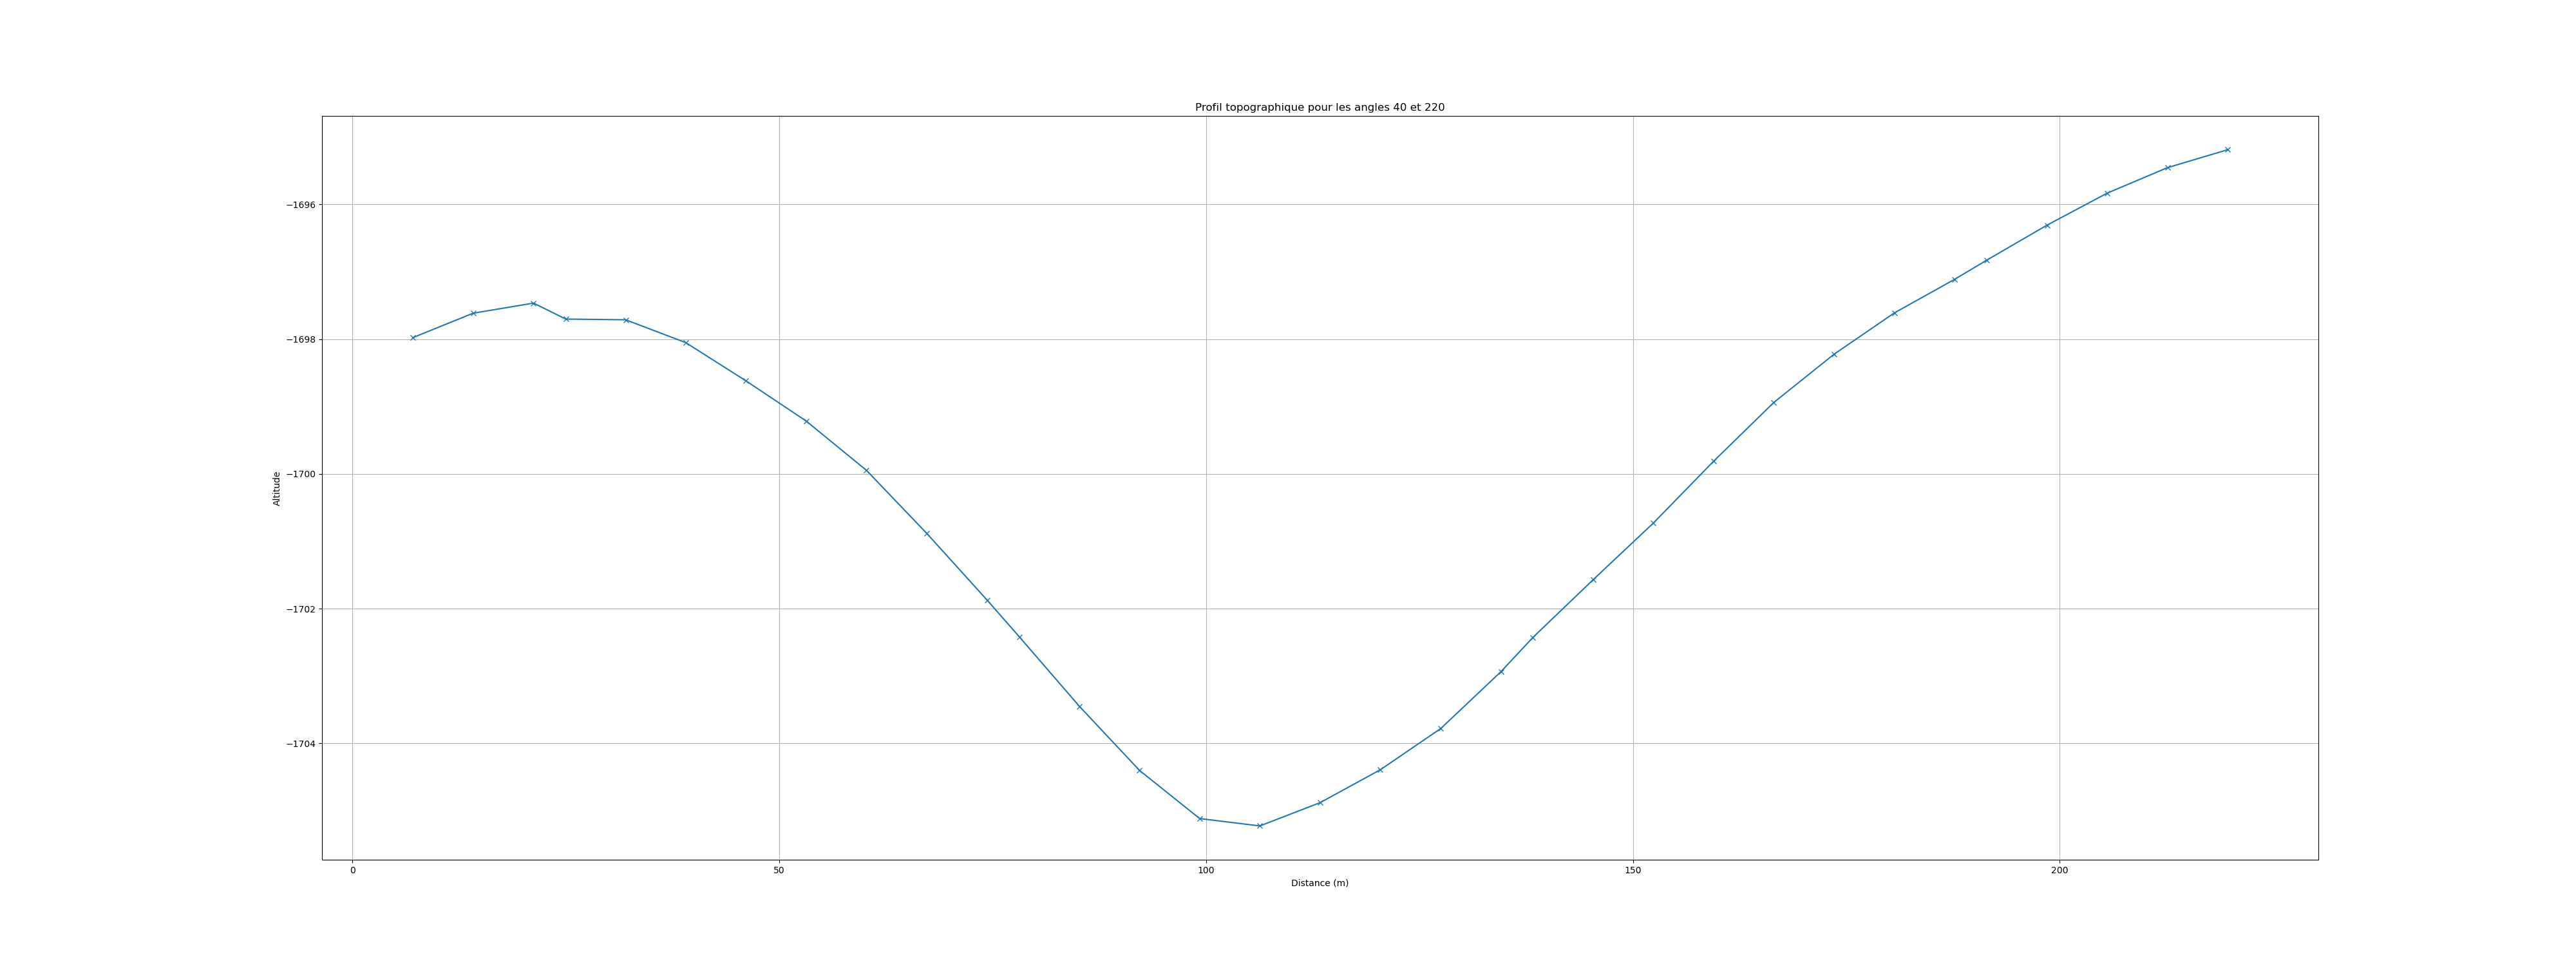 Profil topographique pour les angles 40 et 220
Altitude
−1696
−1698
−1700
−1702
−1704
0 50 100 150 200
Distance (m)